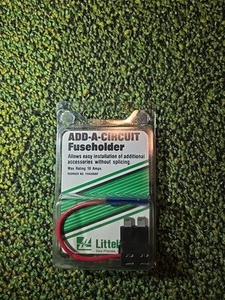 ADD-A-CIRCUIT
Fuseholder
Allows easy installation of additional
accessories without splicing.
Max Rating 10 Amps
Littel